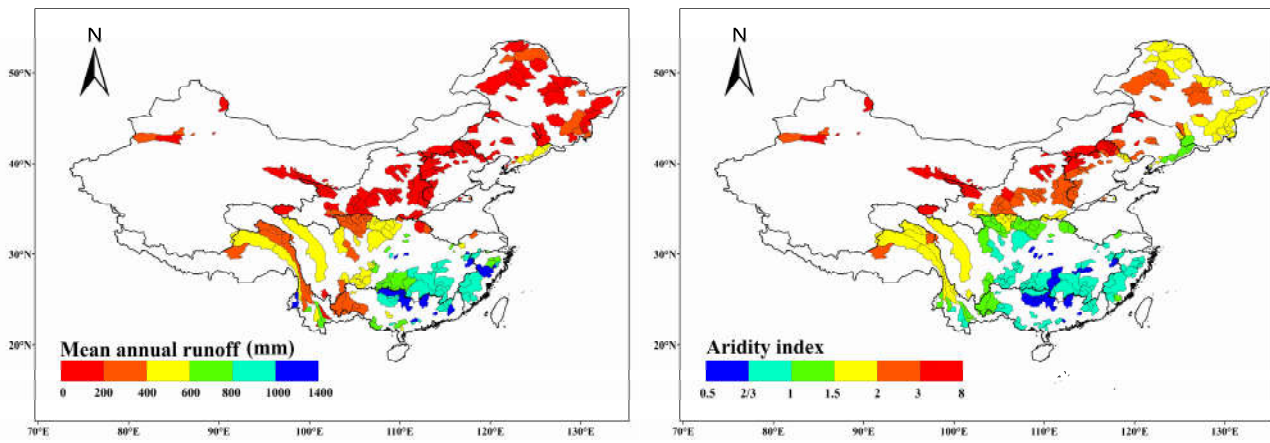 N
50°N
40°N
30°N
20°N
Mean annual runoff (mm)
0 200 400 600 800 1000 1400
70°E 80°E 90°E 100°E 110°E 120°E 130°E
N
50°N
40°N
30°N
20°N
Aridity index
0.5 2/3 1 1.5 2 3 8
70°E 80°E 90°E 100°E 110°E 120°E 130°E